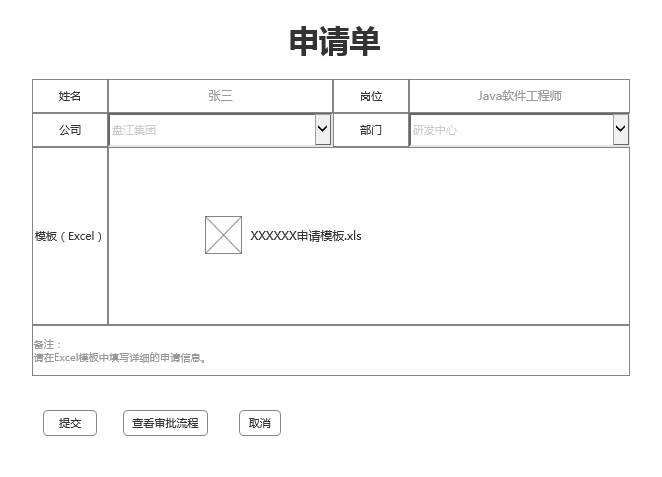 申请单
姓名 张三 岗位 Java软件工程师
公司 盘江集团 部门 研发中心
模板（Excel） XXXXXX申请模板.xls
备注：
请在Excel模板中填写详细的申请信息。
提交 查看审批流程 取消